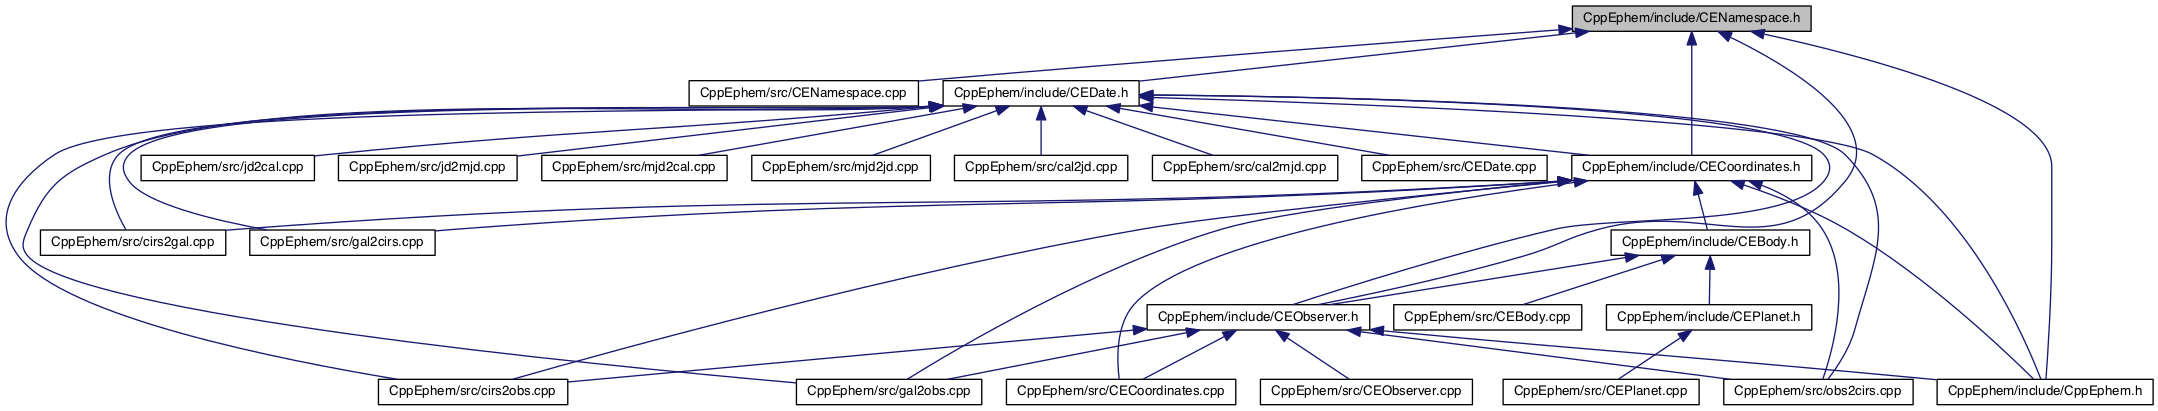 CppEphem/include/CENamespace.h
CppEphem/src/CENamespace.cpp
CppEphem/include/CEDate.h
CppEphem/src/jd2cal.cpp
CppEphem/src/jd2mjd.cpp
CppEphem/src/mjd2cal.cpp
CppEphem/src/mjd2jd.cpp
CppEphem/src/cal2jd.cpp
CppEphem/src/cal2mjd.cpp
CppEphem/src/CEDate.cpp
CppEphem/include/CECoordinates.h
CppEphem/src/cirs2gal.cpp
CppEphem/src/gal2cirs.cpp
CppEphem/include/CEBody.h
CppEphem/include/CEObserver.h
CppEphem/src/CEBody.cpp
CppEphem/include/CEPlanet.h
CppEphem/src/cirs2obs.cpp
CppEphem/src/gal2obs.cpp
CppEphem/src/CECoordinates.cpp
CppEphem/src/CEObserver.cpp
CppEphem/src/CEPlanet.cpp
CppEphem/src/obs2cirs.cpp
CppEphem/include/CppEphem.h